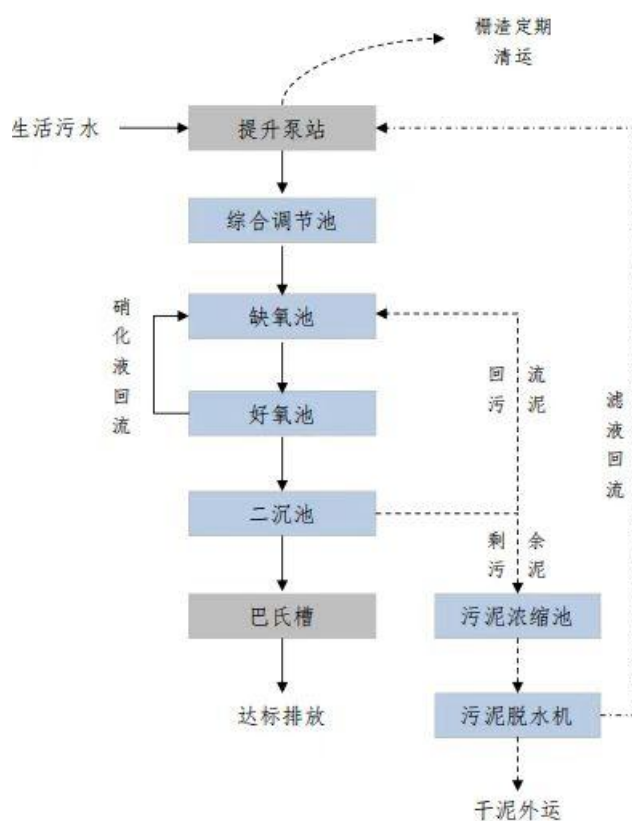 栅渣定期
清运
生活污水
提升泵站
综合调节池
硝化液回流
缺氧池
回流
污泥
滤液回流
好氧池
二沉池
剩余
污泥
巴氏槽
污泥浓缩池
达标排放
污泥脱水机
干泥外运